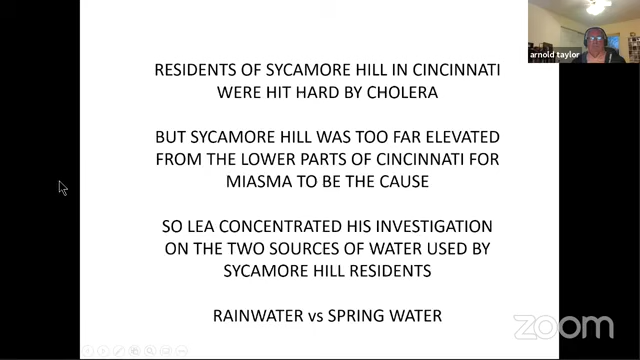 arnold taylor
RESIDENTS OF SYCAMORE HILL IN CINCINNATI
WERE HIT HARD BY CHOLERA
BUT SYCAMORE HILL WAS TOO FAR ELEVATED
FROM THE LOWER PARTS OF CINCINNATI FOR
MIASMA TO BE THE CAUSE
SO LEA CONCENTRATED HIS INVESTIGATION
ON THE TWO SOURCES OF WATER USED BY
SYCAMORE HILL RESIDENTS
RAINWATER vs SPRING WATER
zoom